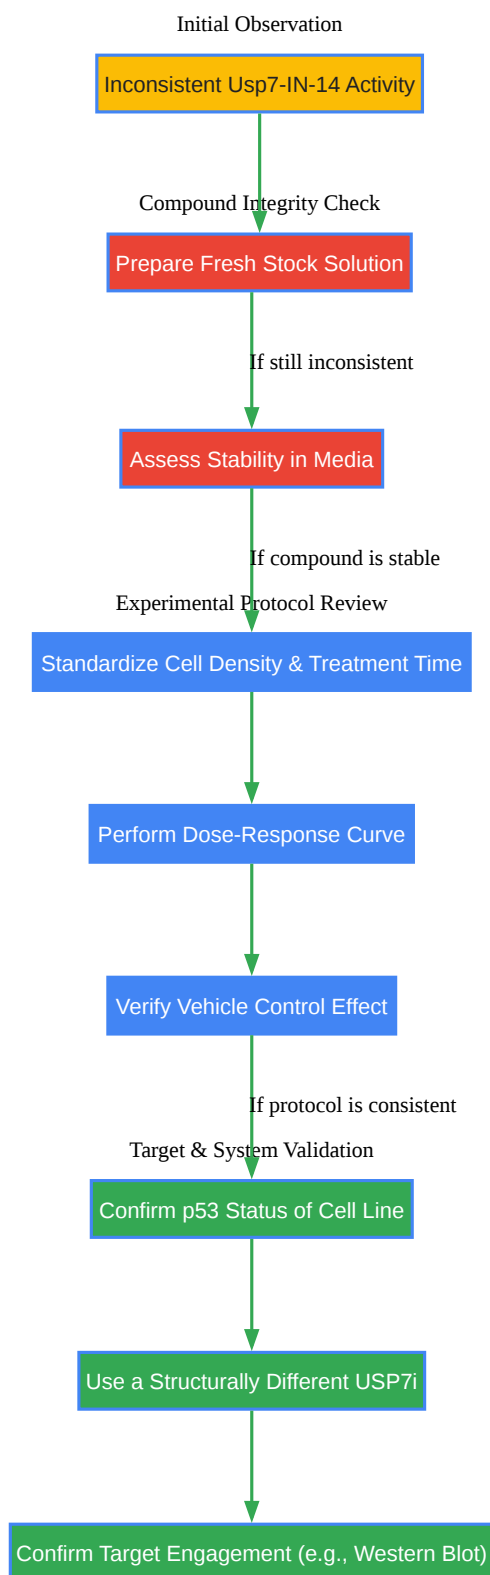 Initial Observation
Inconsistent Usp7-IN-14 Activity
Compound Integrity Check
Prepare Fresh Stock Solution
If still inconsistent
Assess Stability in Media
If compound is stable
Experimental Protocol Review
Standardize Cell Density & Treatment Time
Perform Dose-Response Curve
Verify Vehicle Control Effect
If protocol is consistent
Target & System Validation
Confirm p53 Status of Cell Line
Use a Structurally Different USP7i
Confirm Target Engagement (e.g., Western Blot)